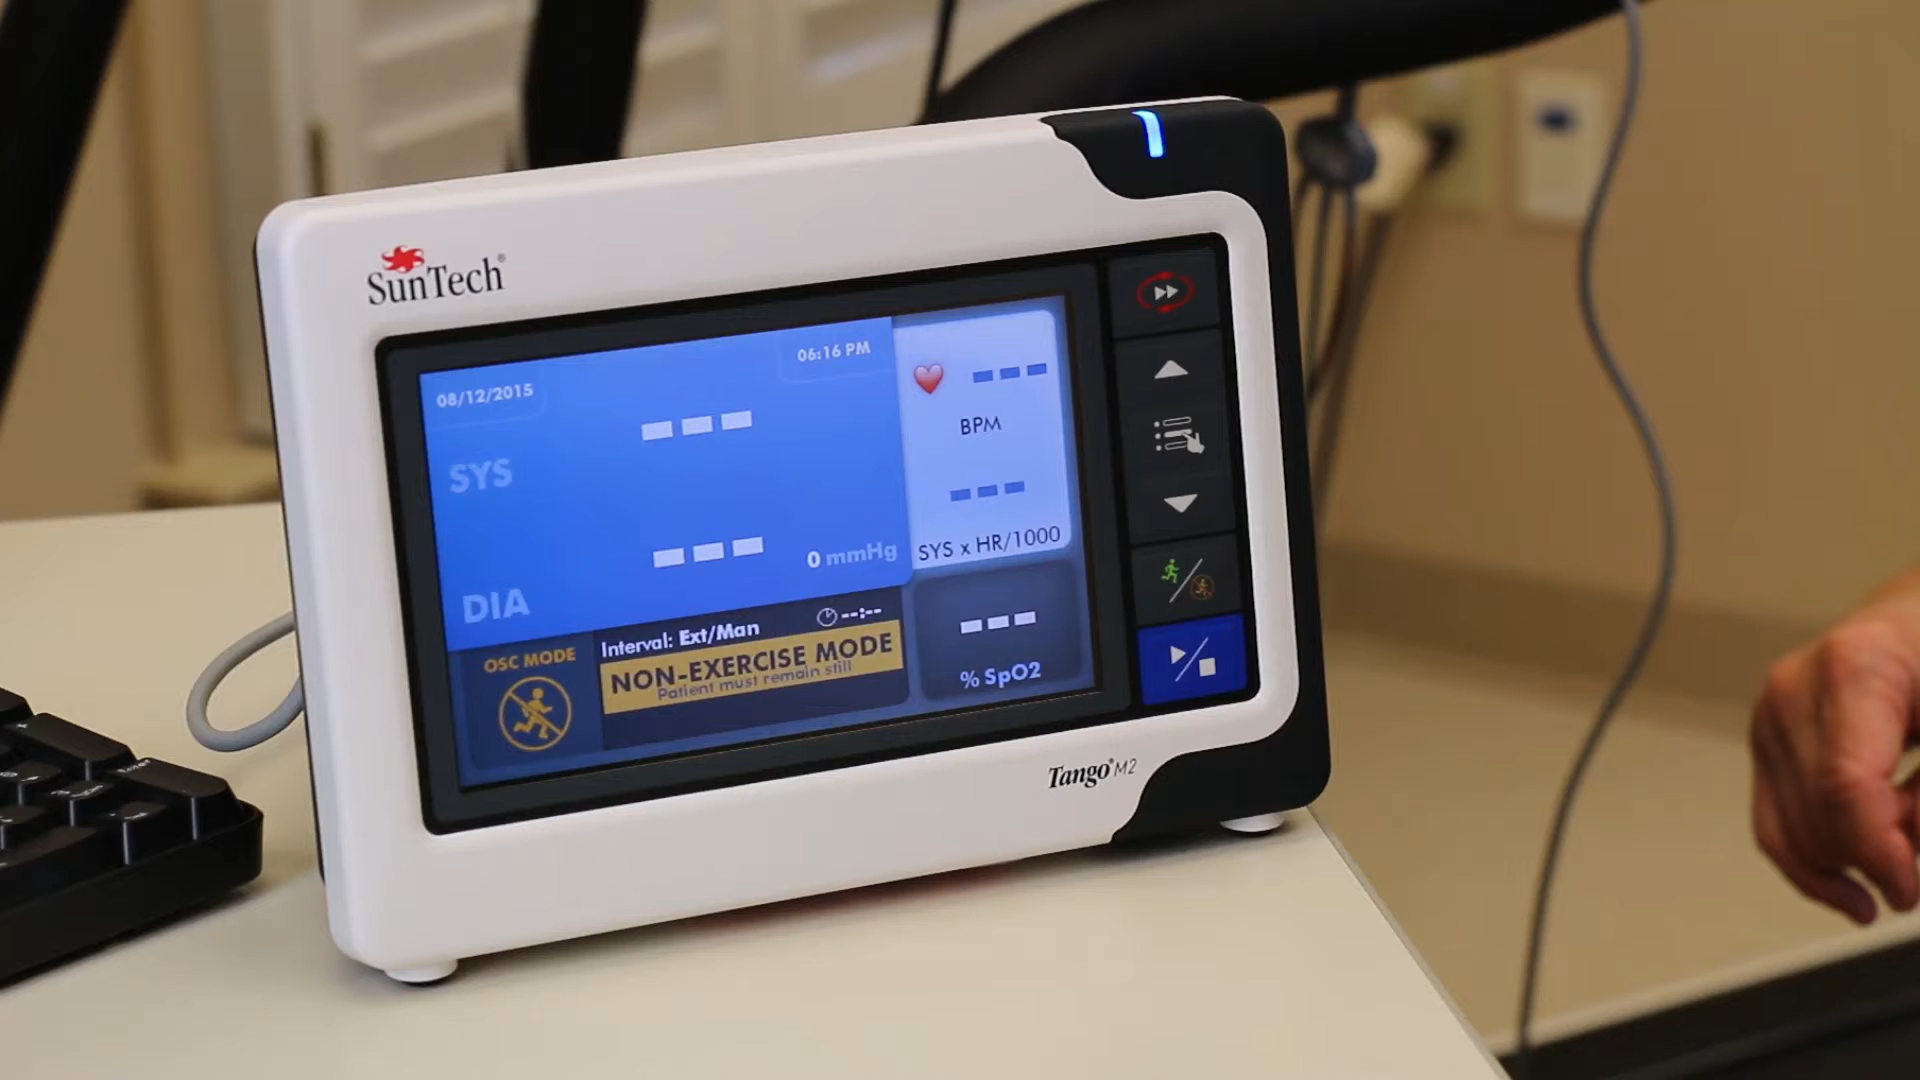 SunTech®
08/12/2015
06:16 PM
SYS
--- 
DIA
---
0 mmHg
---
BPM
---
SYS x HR/1000
OSC MODE
Interval: Ext/Man
--:--
NON-EXERCISE MODE
Patient must remain still
---
% SpO2
Tango® M2
Enter